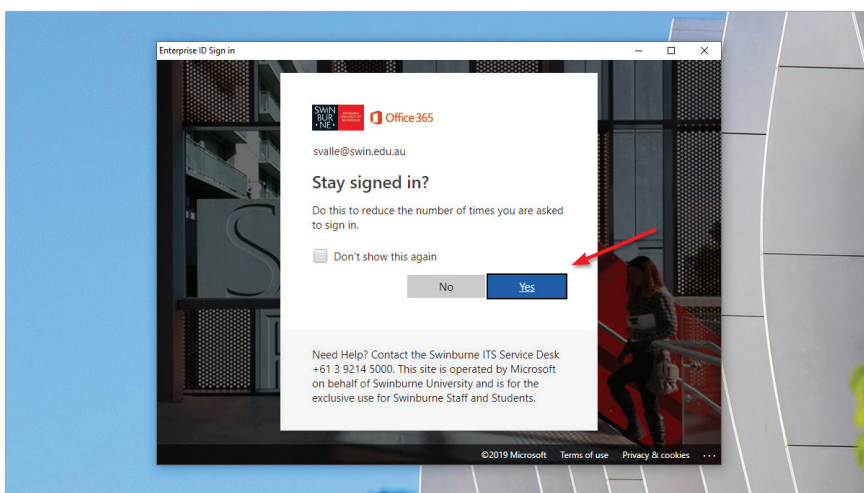 Enterprise ID Sign in
SWIN
BUR
• NE •
Office 365
svalle@swin.edu.au
Stay signed in?
Do this to reduce the number of times you are asked
to sign in.
Don't show this again
No
Yes
Need Help? Contact the Swinburne ITS Service Desk
+61 3 9214 5000. This site is operated by Microsoft
on behalf of Swinburne University and is for the
exclusive use for Swinburne Staff and Students.
©2019 Microsoft Terms of use Privacy & cookies ...